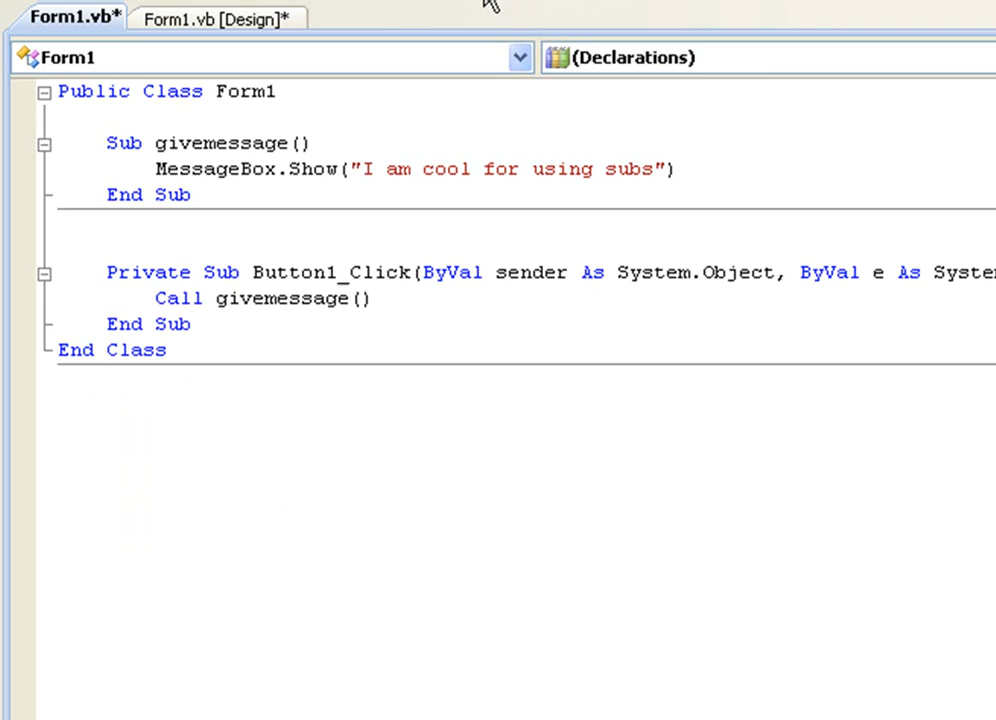 Form1.vb* Form1.vb [Design]*
Form1 (Declarations)
Public Class Form1
Sub givemessage()
MessageBox.Show("I am cool for using subs")
End Sub
Private Sub Button1_Click(ByVal sender As System.Object, ByVal e As Syste
Call givemessage()
End Sub
End Class